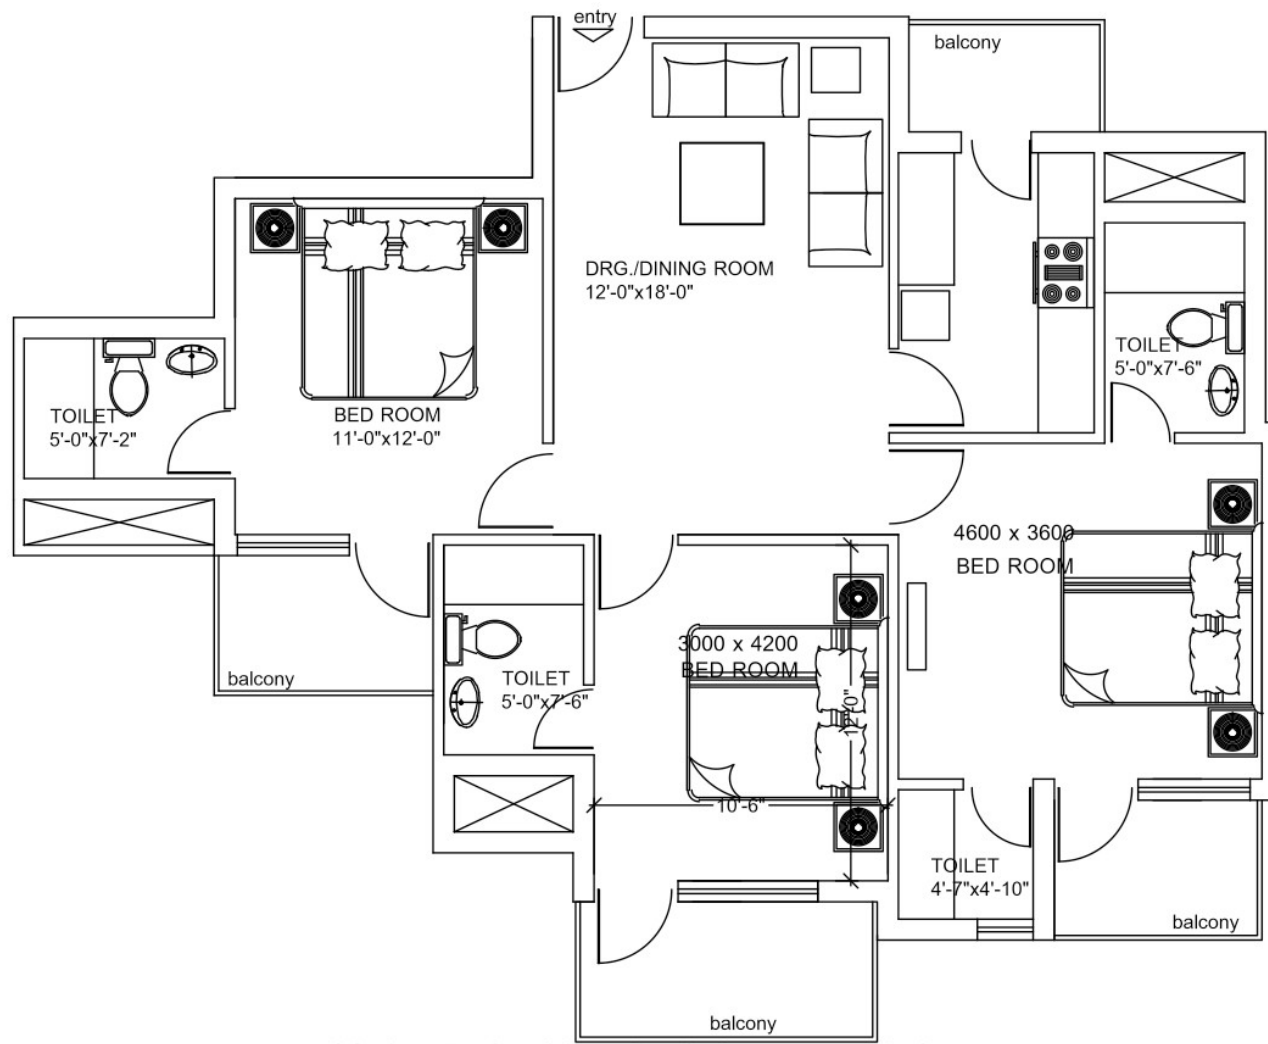 entry
balcony
DRG./DINING ROOM
12'-0"x18'-0"
TOILET
5'-0"x7'-6"
TOILET
5'-0"x7'-2"
BED ROOM
11'-0"x12'-0"
4600 x 3600
BED ROOM
3000 x 4200
BED ROOM
balcony
TOILET
5'-0"x7'-6"
12'-0"
10'-6"
TOILET
4'-7"x4'-10"
balcony
balcony